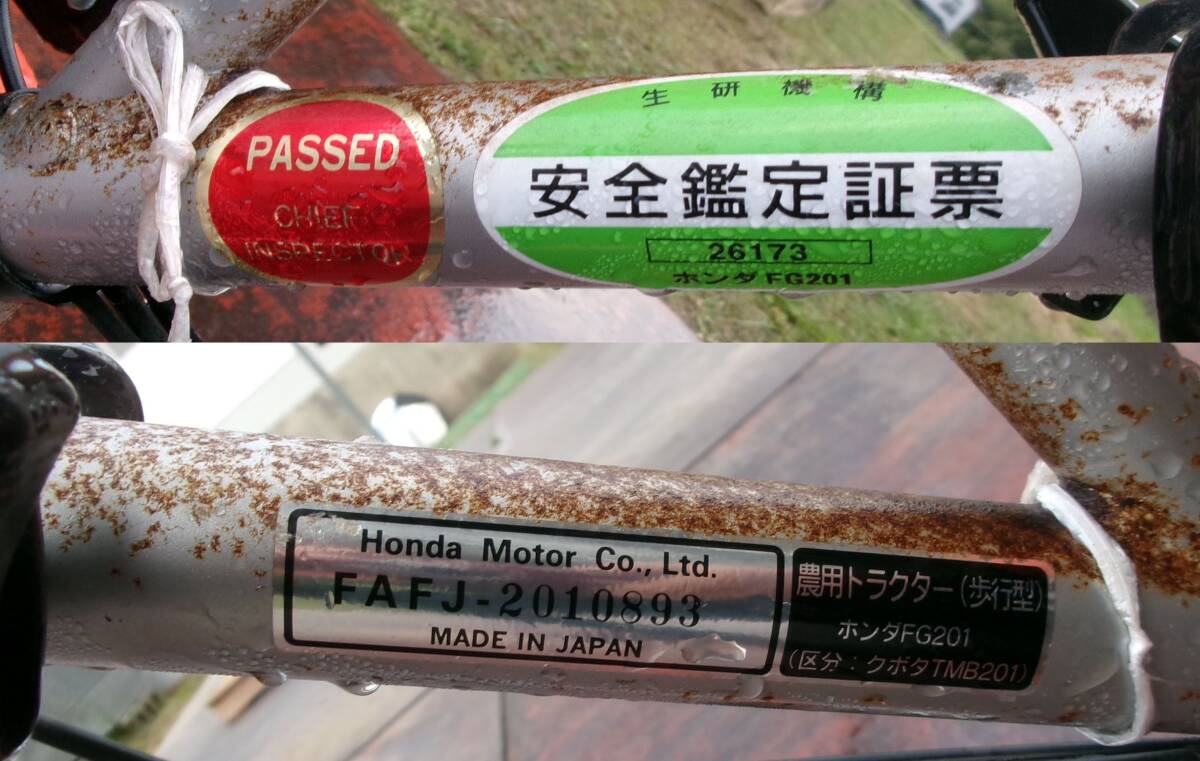 PASSED
CHIEF
INSPECTOR
生研機構
安全鑑定証票
26173
ホンダFG201
Honda Motor Co., Ltd.
FAFJ-2010893
MADE IN JAPAN
農用トラクター(歩行型)
ホンダFG201
(区分:クボタTMB201)